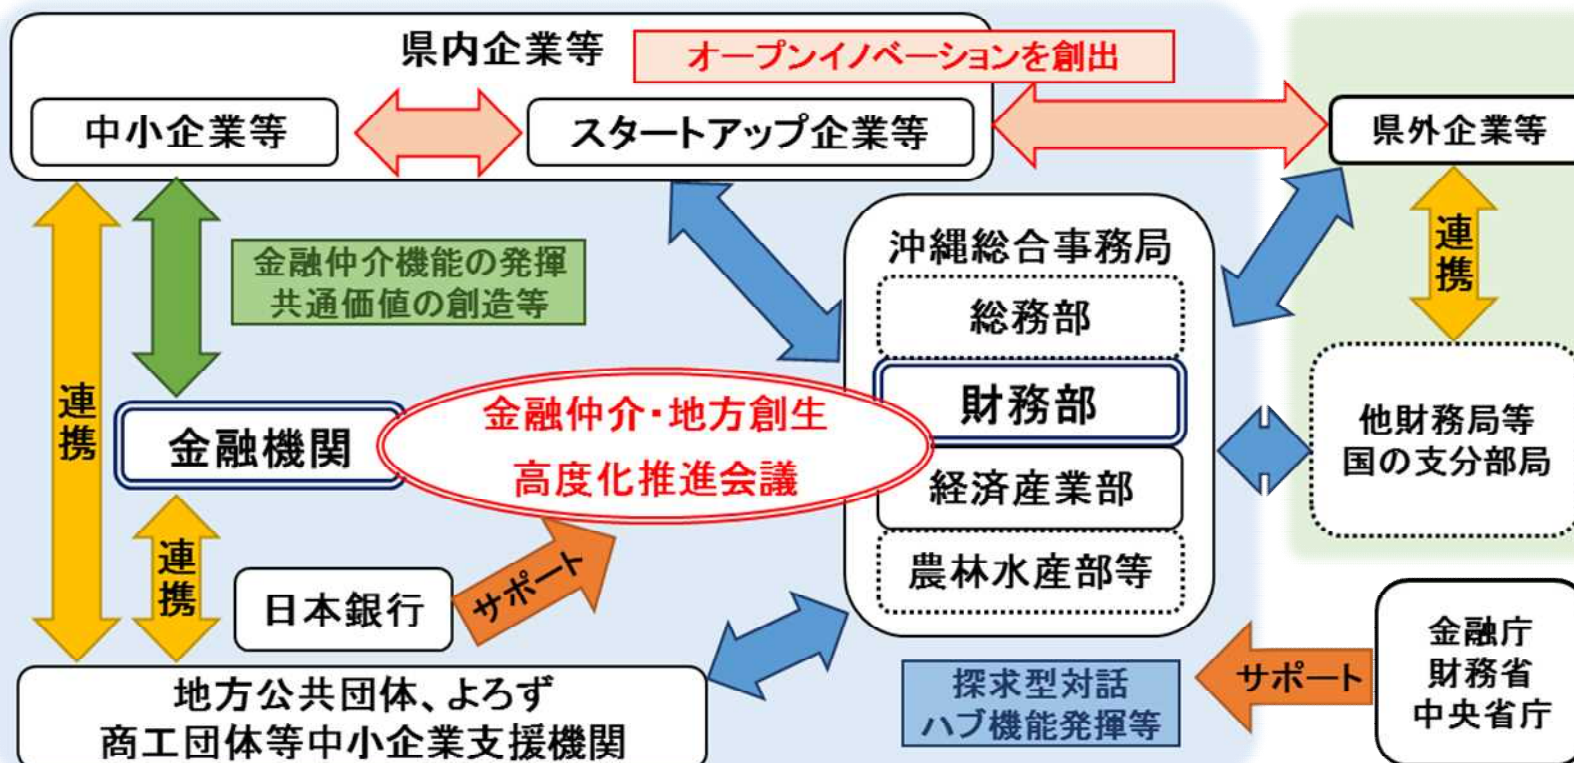 県内企業等
オープンイノベーションを創出
中小企業等
スタートアップ企業等
県外企業等
金融仲介機能の発揮
共通価値の創造等
連携
沖縄総合事務局
総務部
財務部
経済産業部
農林水産部等
連携
他財務局等
国の支分部局
金融機関
金融仲介・地方創生
高度化推進会議
連携
日本銀行
サポート
地方公共団体、よろず
商工団体等中小企業支援機関
探求型対話
ハブ機能発揮等
サポート
金融庁
財務省
中央省庁